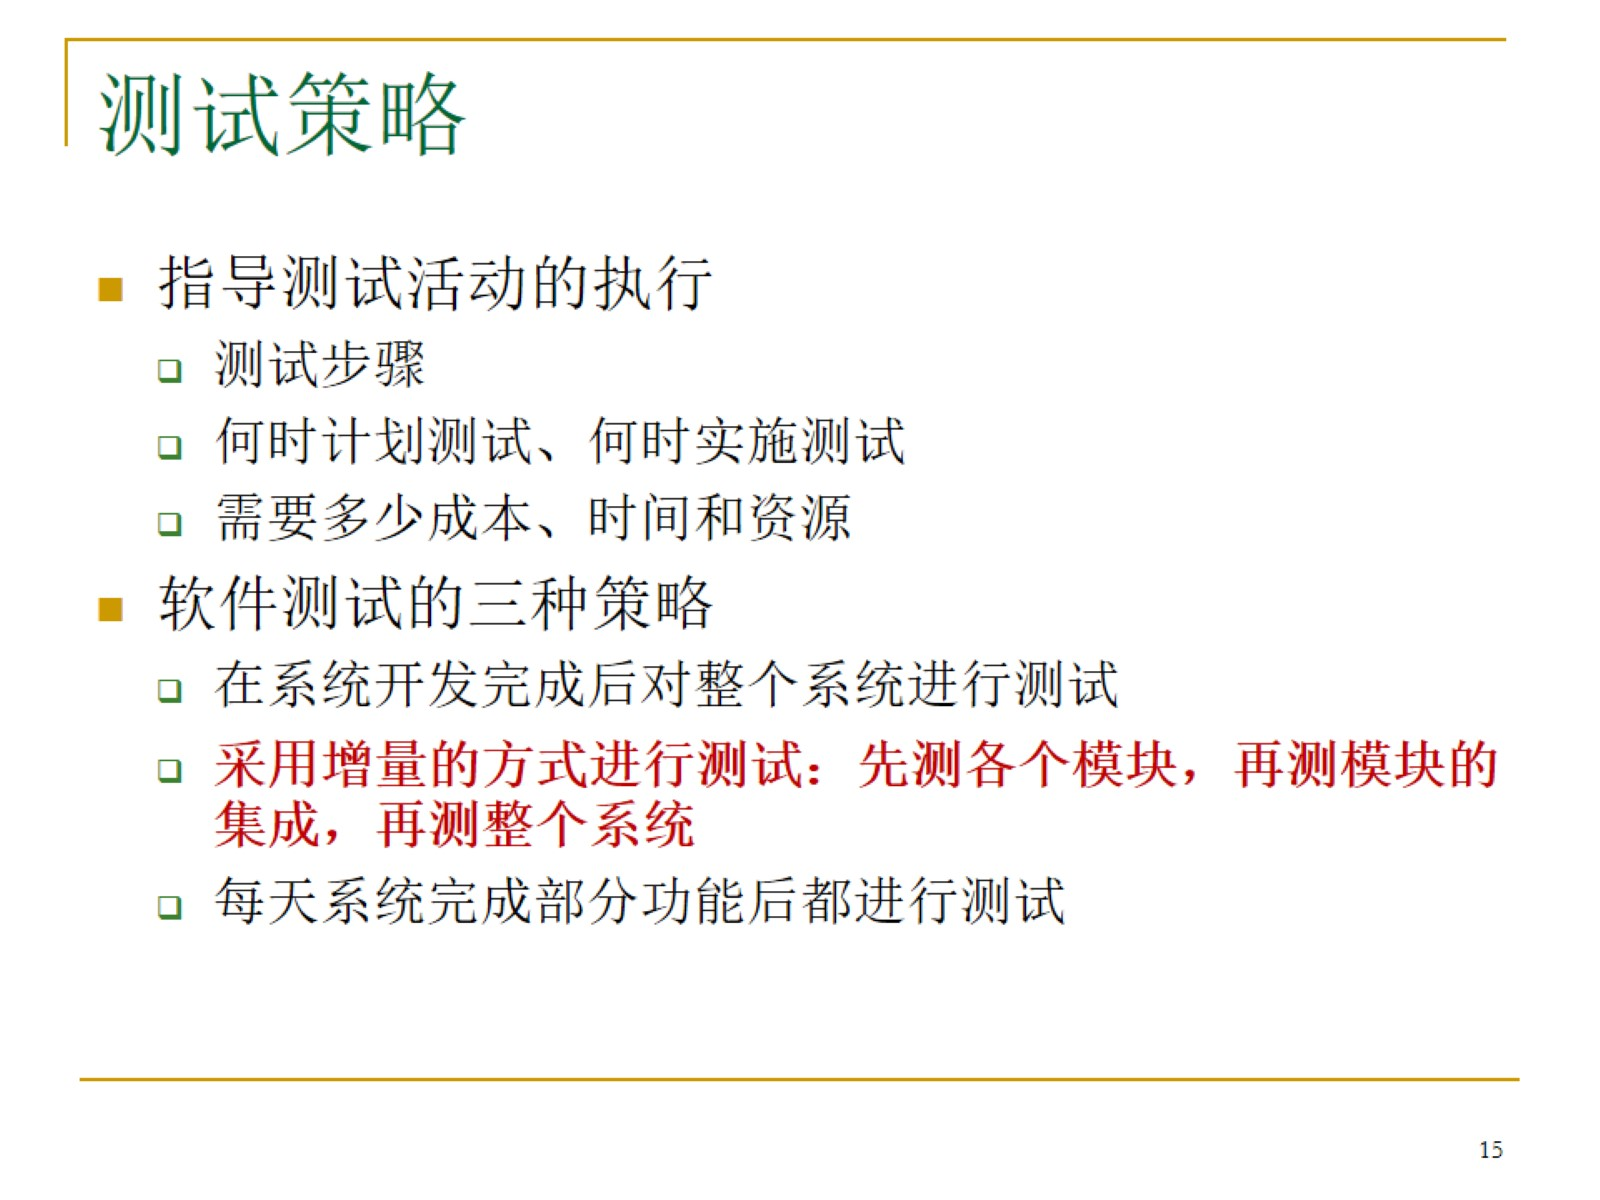 测试策略
指导测试活动的执行
测试步骤
何时计划测试、何时实施测试
需要多少成本、时间和资源
软件测试的三种策略
在系统开发完成后对整个系统进行测试
采用增量的方式进行测试：先测各个模块，再测模块的
集成，再测整个系统
每天系统完成部分功能后都进行测试
15